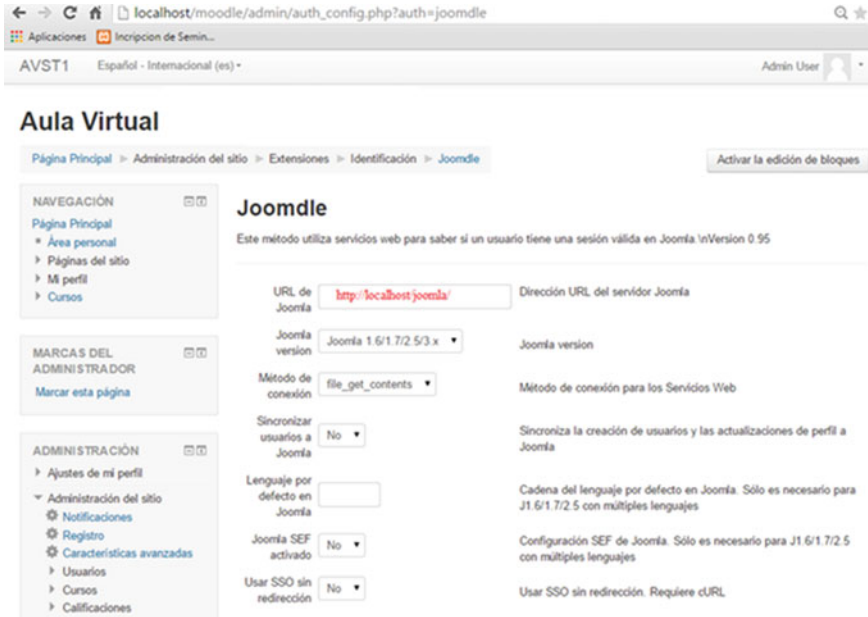 localhost/moodle/admin/auth_config.php?auth=joomdle
Aplicaciones Incripcion de Semin...
AVST1 Español - Internacional (es) Admin User
Aula Virtual
Página Principal Administración del sitio Extensiones Identificación Joomdle
Activar la edición de bloques
NAVEGACIÓN
Página Principal
Área personal
Páginas del sitio
Mi perfil
Cursos
MARCAS DEL
ADMINISTRADOR
Marcar esta página
ADMINISTRACIÓN
Ajustes de mi perfil
Administración del sitio
Notificaciones
Registro
Características avanzadas
Usuarios
Cursos
Calificaciones
Joomdle
Este método utiliza servicios web para saber si un usuario tiene una sesión válida en Joomla.\nVersion 0.95
URL de
Joomla
http://localhost/joomla/
Dirección URL del servidor Joomla
Joomla
version
Joomla 1.6/1.7/2.5/3.x
Joomla version
Método de
conexión
file_get_contents
Método de conexión para los Servicios Web
Sincronizar
usuarios a
Joomla
No
Sincroniza la creación de usuarios y las actualizaciones de perfil a
Joomla
Lenguaje por
defecto en
Joomla
Cadena del lenguaje por defecto en Joomla. Sólo es necesario para
J1.6/1.7/2.5 con múltiples lenguajes
Joomla SEF
activado
No
Configuración SEF de Joomla. Sólo es necesario para J1.6/1.7/2.5
con múltiples lenguajes
Usar SSO sin
redirección
No
Usar SSO sin redirección. Requiere cURL